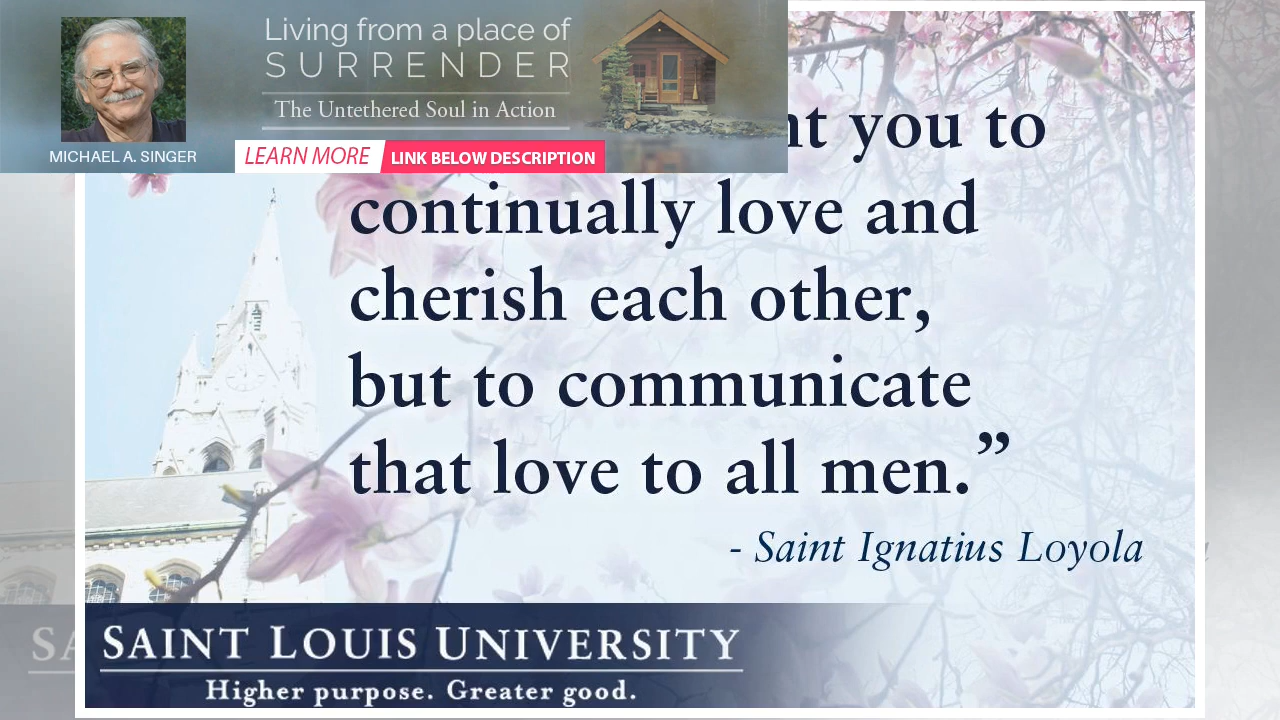 Living from a place of
SURRENDER
The Untethered Soul in Action
MICHAEL A. SINGER
LEARN MORE LINK BELOW DESCRIPTION
you to
continually love and
cherish each other,
but to communicate
that love to all men.”
- Saint Ignatius Loyola
SAINT LOUIS UNIVERSITY
Higher purpose. Greater good.